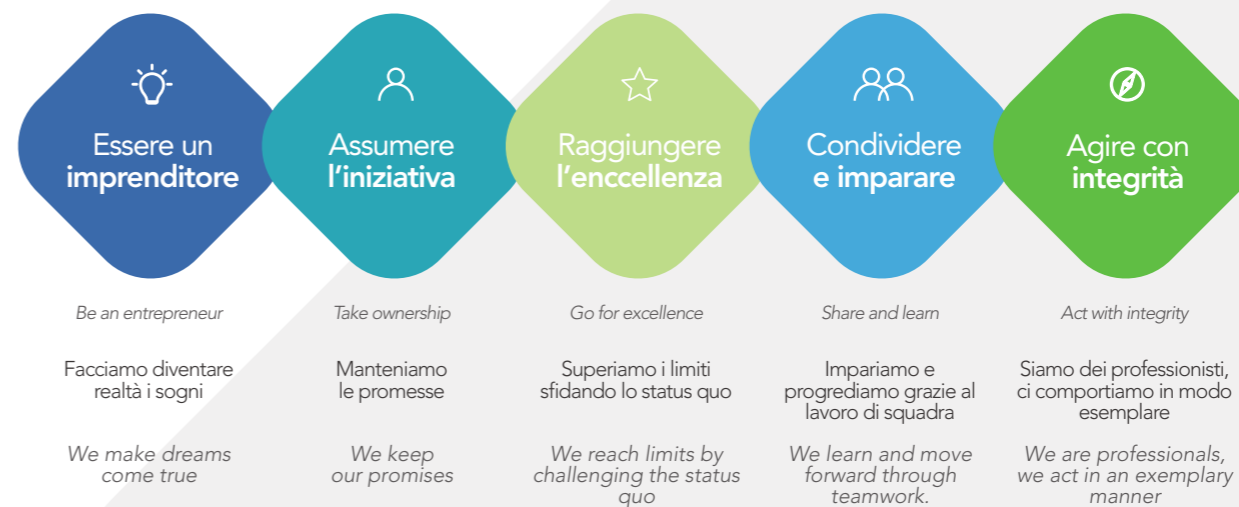 Essere un
imprenditore
Be an entrepreneur
Facciamo diventare
realtà i sogni
We make dreams
come true
Assumere
l'iniziativa
Take ownership
Manteniamo
le promesse
We keep
our promises
Raggiungere
l'enccellenza
Go for excellence
Superiamo i limiti
sfidando lo status quo
We reach limits by
challenging the status
quo
Condividere
e imparare
Share and learn
Impariamo e
progrediamo grazie al
lavoro di squadra
We learn and move
forward through
teamwork.
Agire con
integrità
Act with integrity
Siamo dei professionisti,
ci comportiamo in modo
esemplare
We are professionals,
we act in an exemplary
manner